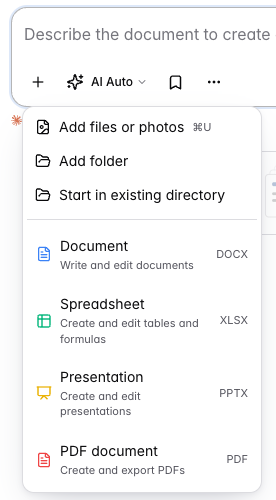 Describe the document to create
AI Auto
Add files or photos ⌘U
Add folder
Start in existing directory
Document DOCX
Write and edit documents
Spreadsheet XLSX
Create and edit tables and
formulas
Presentation PPTX
Create and edit
presentations
PDF document PDF
Create and export PDFs